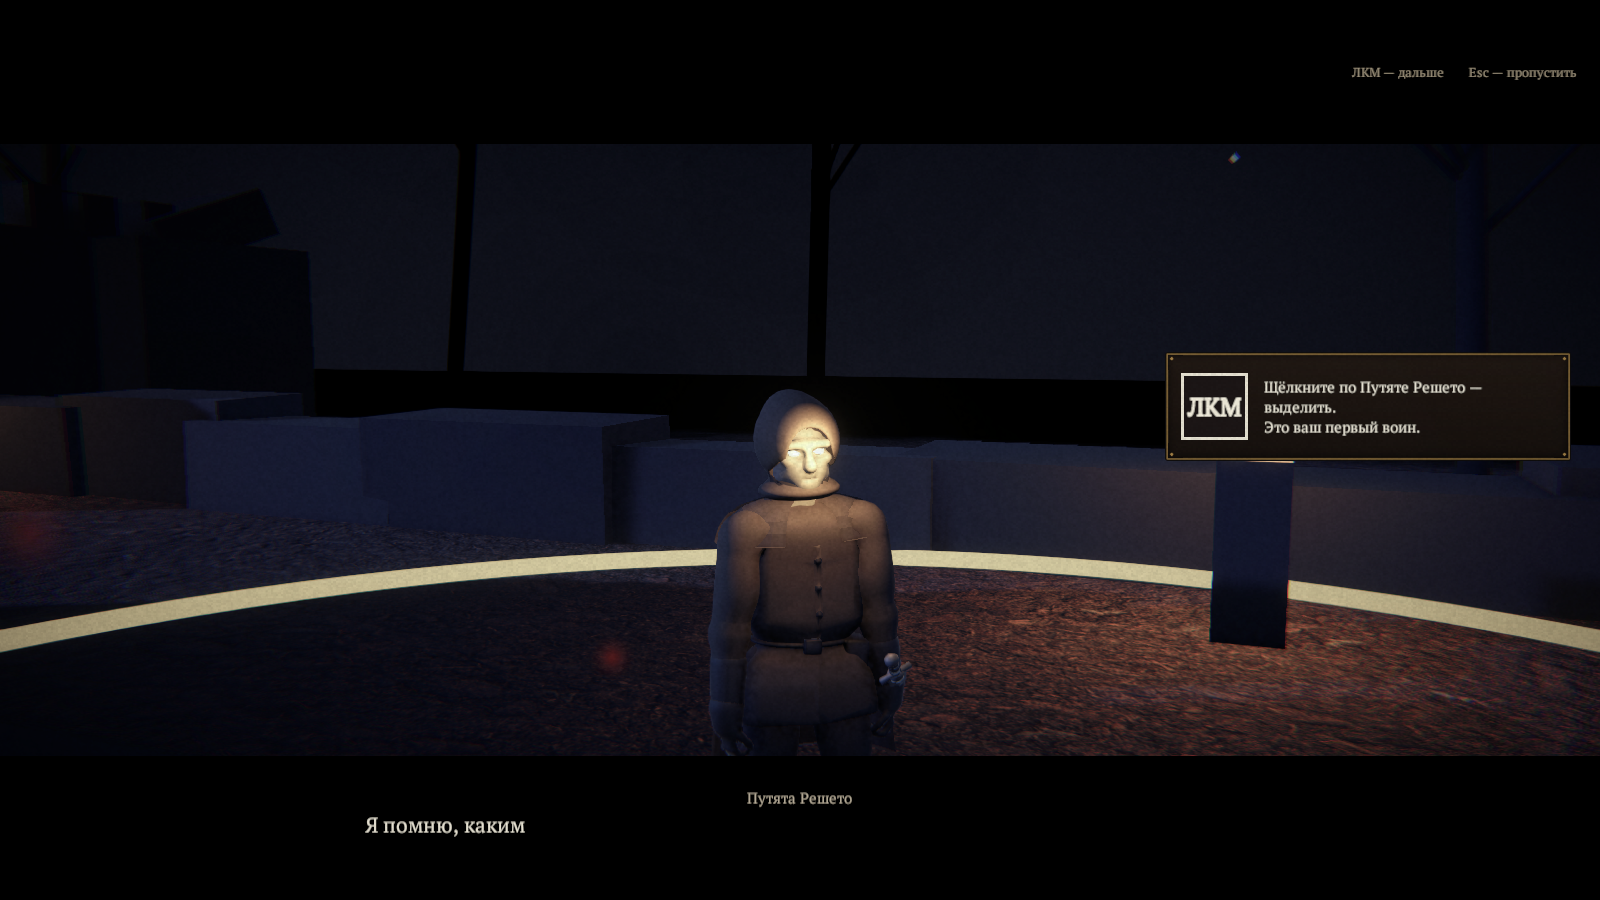 ЛКМ — дальше Esc — пропустить
ЛКМ
Щёлкните по Путяте Решето —
выделить.
Это ваш первый воин.
Путята Решето
Я помню, каким